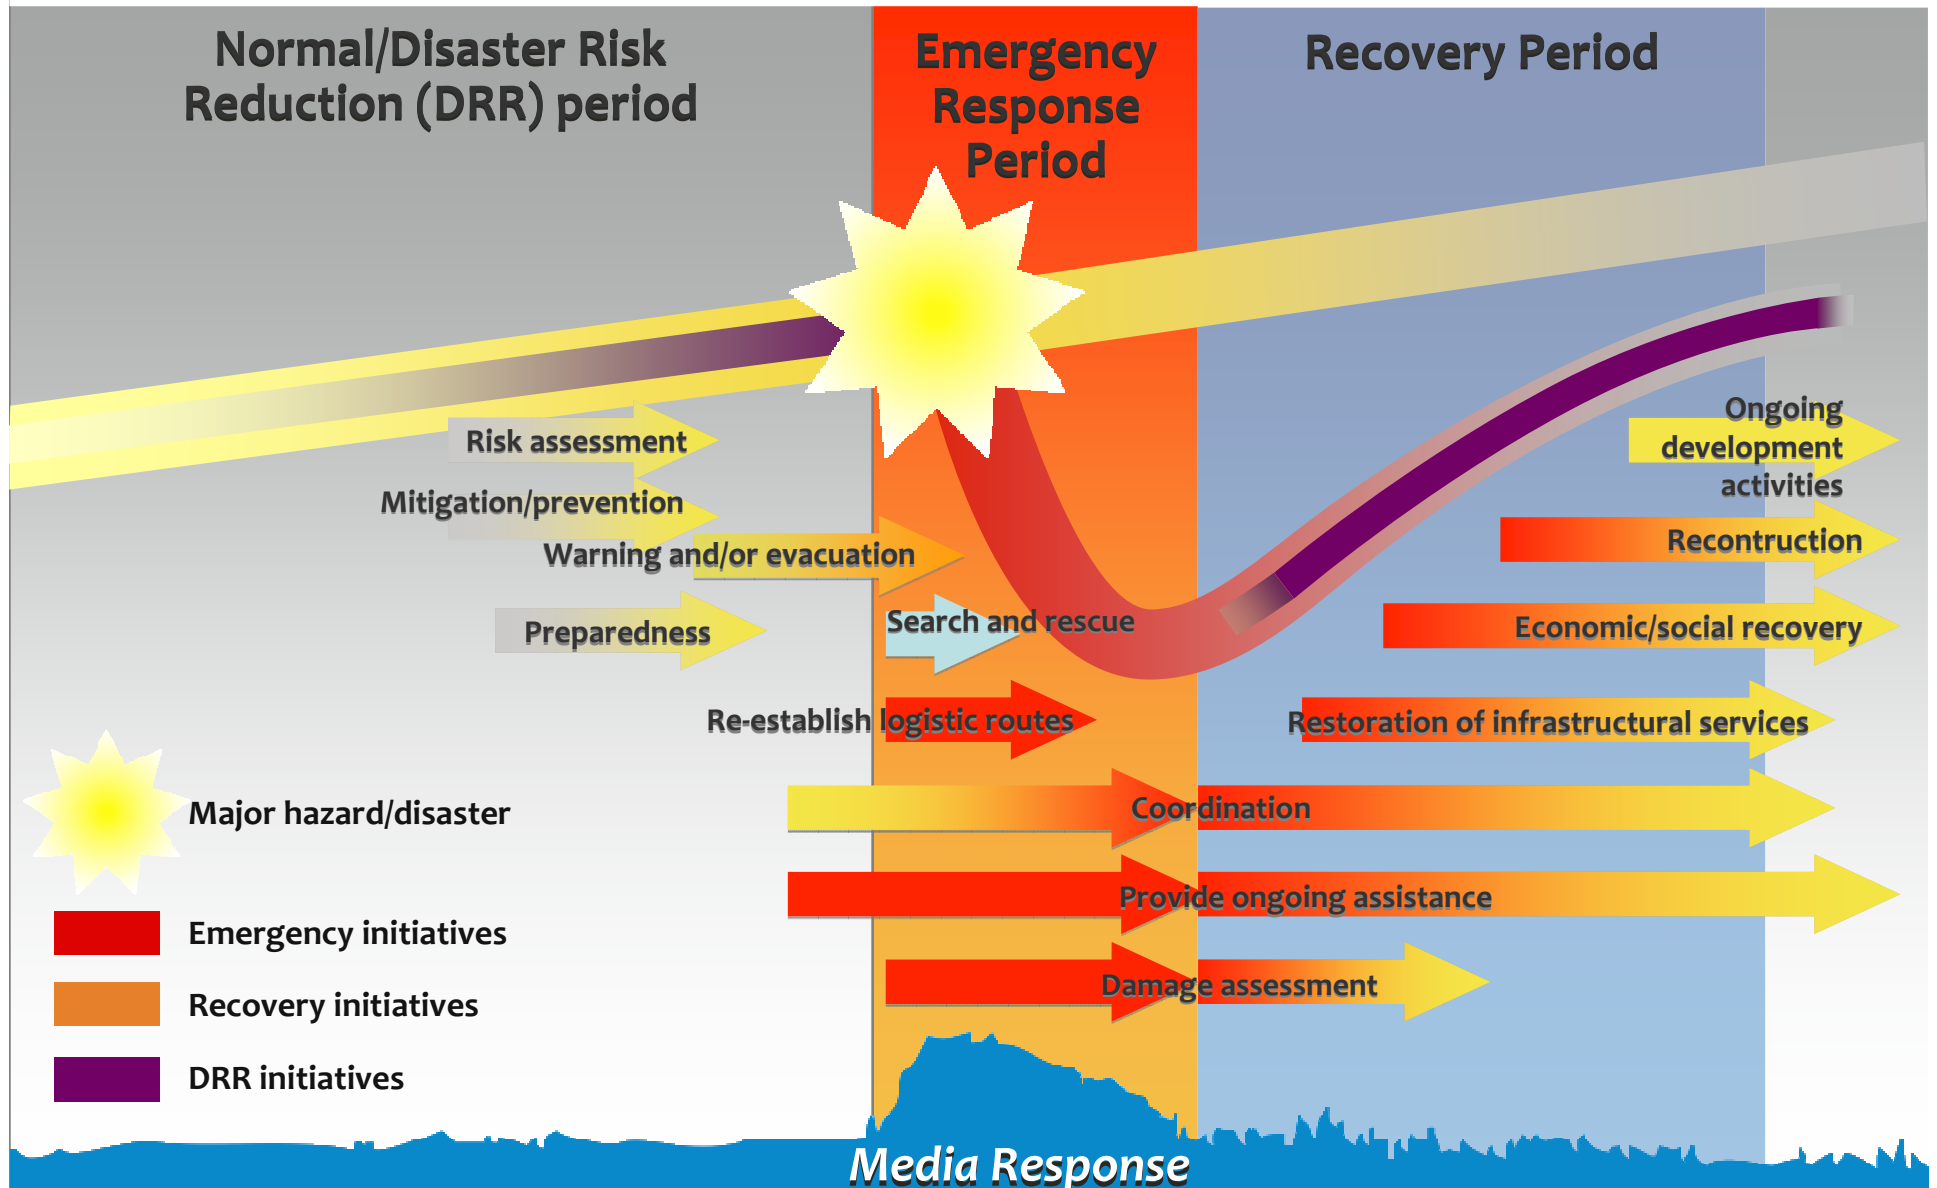 Normal/Disaster Risk
Reduction (DRR) period
Emergency
Response
Period
Recovery Period
Risk assessment
Mitigation/prevention
Warning and/or evacuation
Preparedness
Search and rescue
Re-establish logistic routes
Ongoing
development
activities
Recontruction
Economic/social recovery
Restoration of infrastructural services
Coordination
Provide ongoing assistance
Damage assessment
Major hazard/disaster
Emergency initiatives
Recovery initiatives
DRR initiatives
Media Response